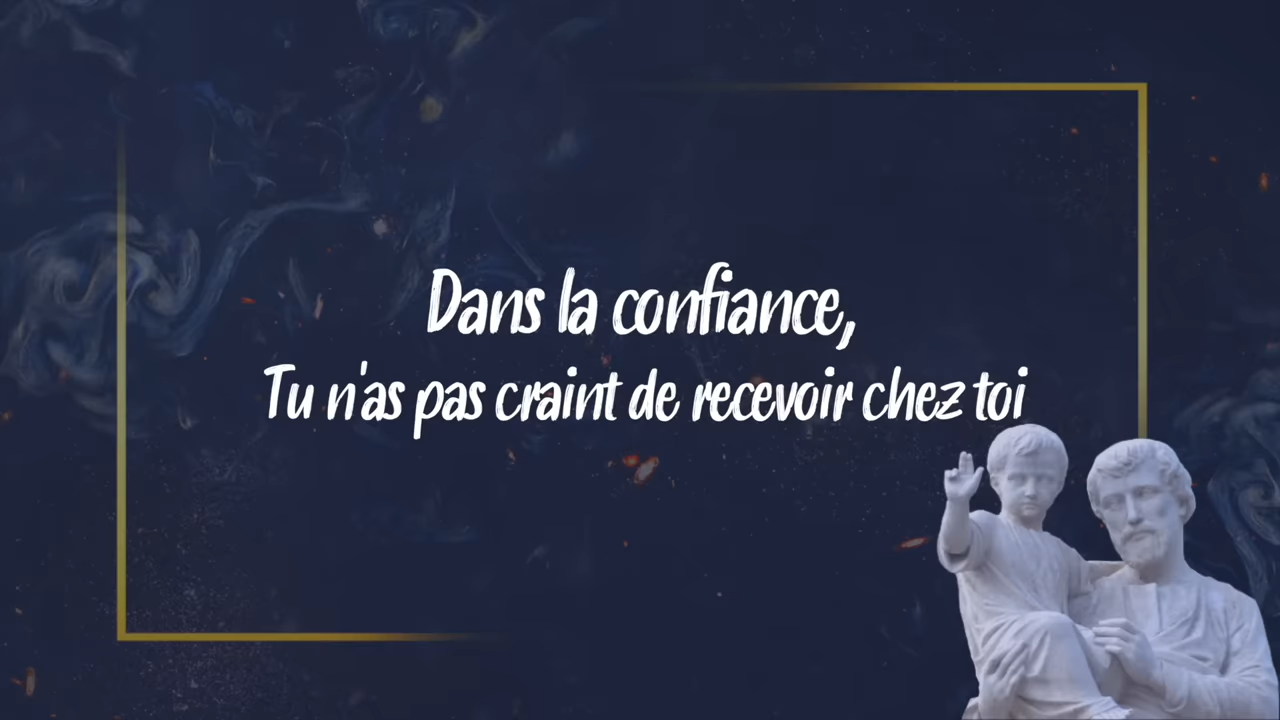 Dans la confiance,
Tu n'as pas craint de recevoir chez toi